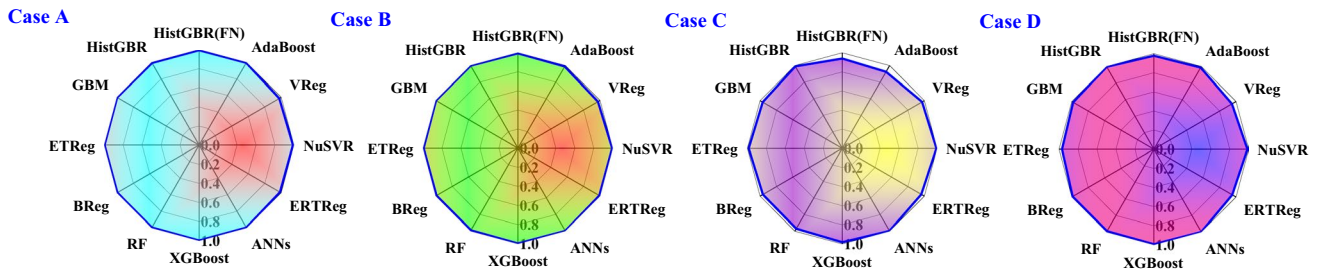 Case A
HistGBR(FN)
HistGBR
AdaBoost
GBM
VReg
ETReg
NuSVR
BReg
ERTReg
RF
ANNs
XGBoost
0.0
0.2
0.4
0.6
0.8
1.0
Case B
HistGBR(FN)
HistGBR
AdaBoost
GBM
VReg
ETReg
NuSVR
BReg
ERTReg
RF
ANNs
XGBoost
0.0
0.2
0.4
0.6
0.8
1.0
Case C
HistGBR(FN)
HistGBR
AdaBoost
GBM
VReg
ETReg
NuSVR
BReg
ERTReg
RF
ANNs
XGBoost
0.0
0.2
0.4
0.6
0.8
1.0
Case D
HistGBR(FN)
HistGBR
AdaBoost
GBM
VReg
ETReg
NuSVR
BReg
ERTReg
RF
ANNs
XGBoost
0.0
0.2
0.4
0.6
0.8
1.0